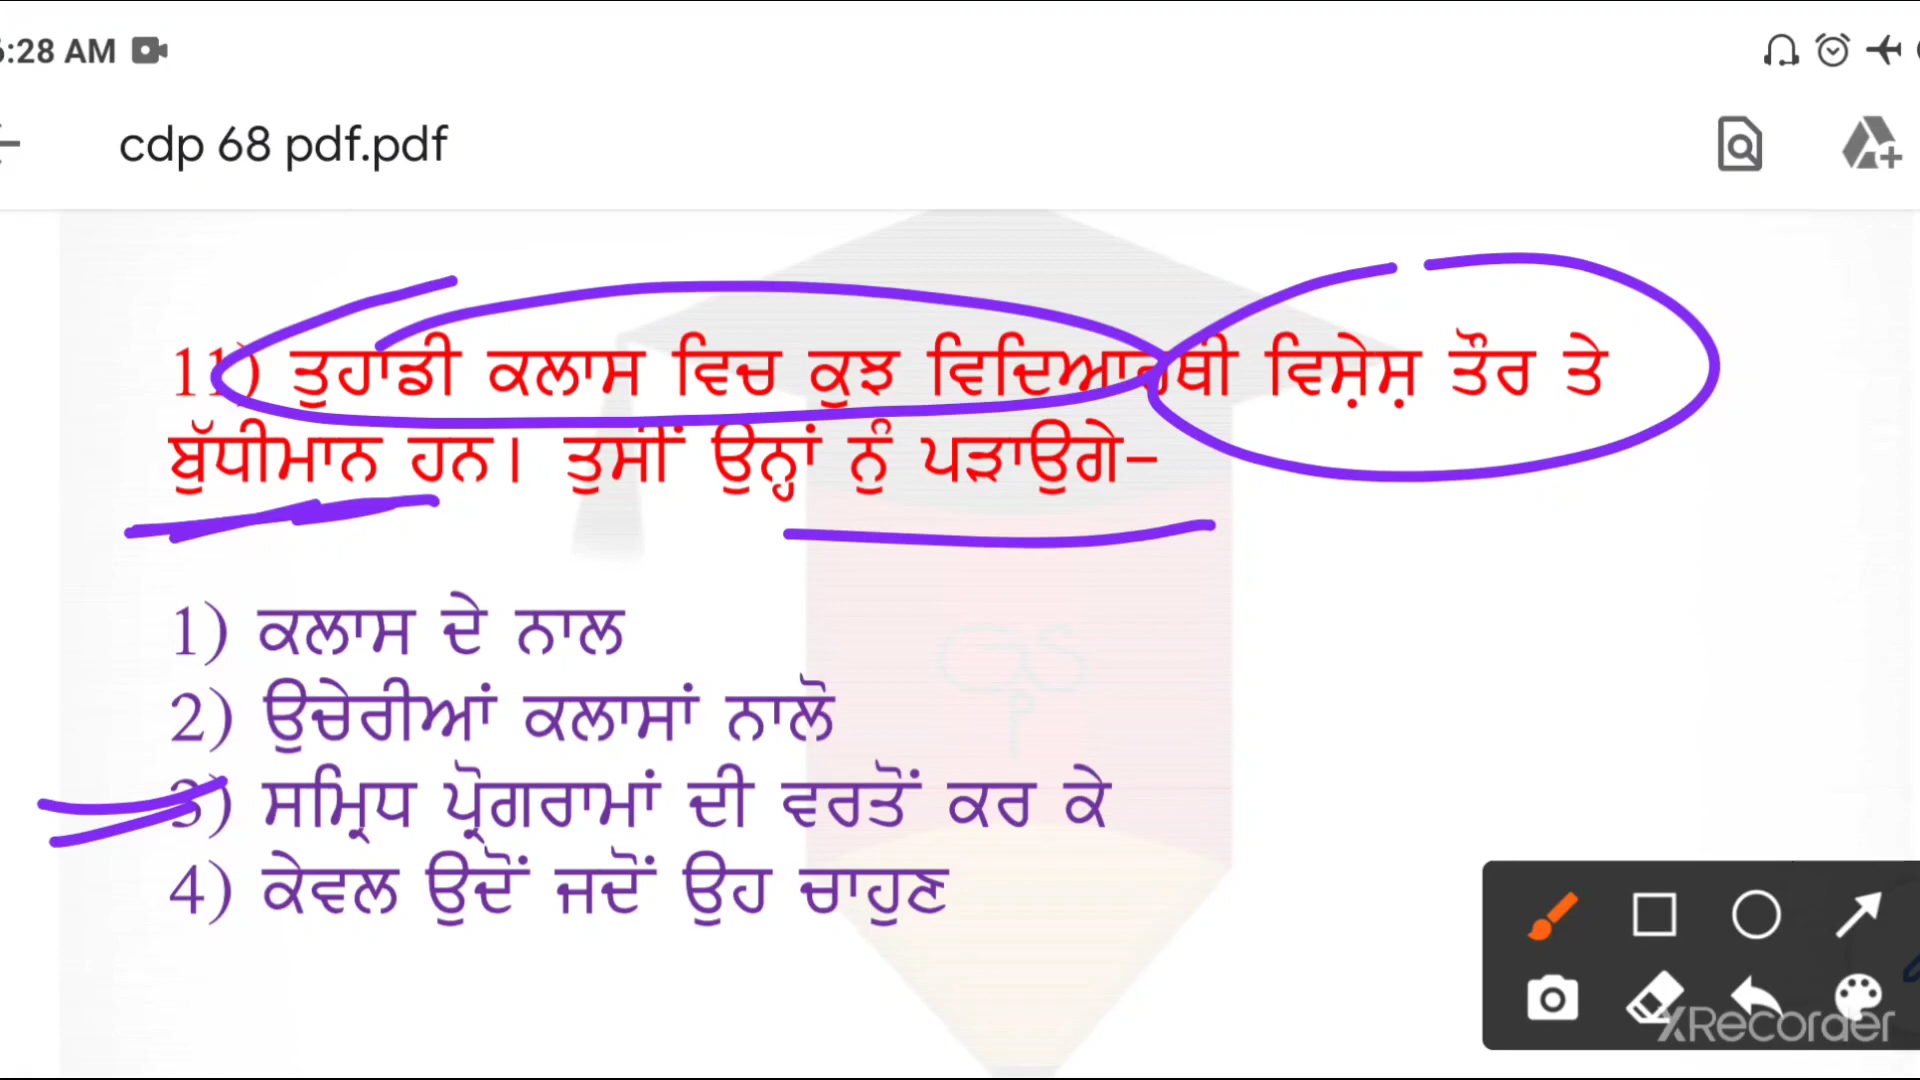 6:28 AM
cdp 68 pdf.pdf
11) ਤੁਹਾਡੀ ਕਲਾਸ ਵਿਚ ਕੁਝ ਵਿਦਿਆਰਥੀ ਵਿਸ਼ੇਸ਼ ਤੌਰ ਤੇ
ਬੁੱਧੀਮਾਨ ਹਨ। ਤੁਸੀਂ ਉਨ੍ਹਾਂ ਨੂੰ ਪੜਾਉਗੇ–
1) ਕਲਾਸ ਦੇ ਨਾਲ
2) ਉਚੇਰੀਆਂ ਕਲਾਸਾਂ ਨਾਲੋ
3) ਸਮ੍ਰਿਧ ਪ੍ਰੋਗਰਾਮਾਂ ਦੀ ਵਰਤੋਂ ਕਰ ਕੇ
4) ਕੇਵਲ ਉਦੋਂ ਜਦੋਂ ਉਹ ਚਾਹੁਣ
XRecorder